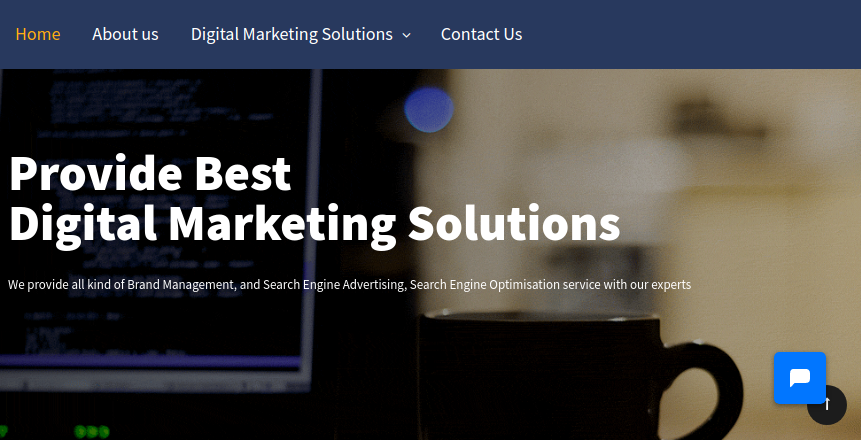 Home About us Digital Marketing Solutions Contact Us
Provide Best
Digital Marketing Solutions
We provide all kind of Brand Management, and Search Engine Advertising, Search Engine Optimisation service with our experts